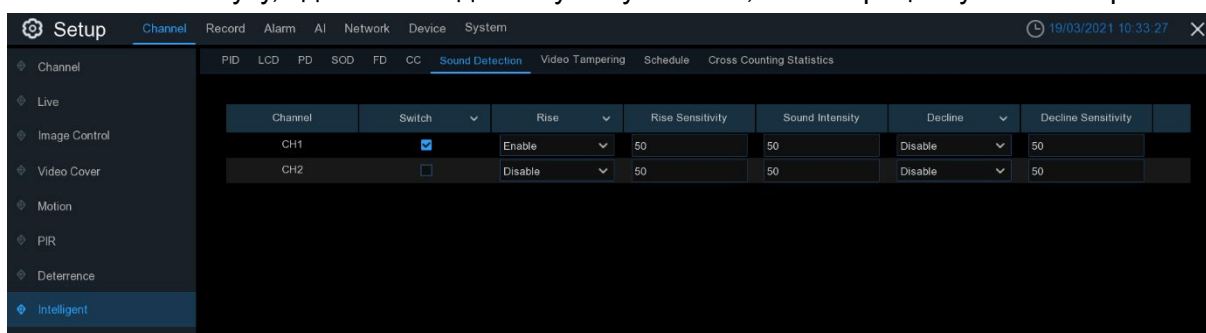 Setup Channel Record Alarm AI Network Device System 19/03/2021 10:33:27
Channel PID LCD PD SOD FD CC Sound Detection Video Tampering Schedule Cross Counting Statistics
Live
Channel Switch Rise Rise Sensitivity Sound Intensity Decline Decline Sensitivity
Image Control
CH1 Enable 50 50 Disable 50
Video Cover
CH2 Disable 50 50 Disable 50
Motion
PIR
Deterrence
Intelligent